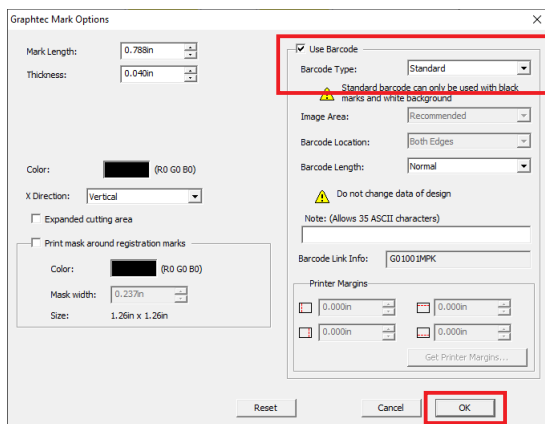 Graphtec Mark Options
Mark Length: 0.788in
Thickness: 0.040in
Color: (R0 G0 B0)
X Direction: Vertical
Expanded cutting area
Print mask around registration marks
Color: (R0 G0 B0)
Mask width: 0.237in
Size: 1.26in x 1.26in
Use Barcode
Barcode Type: Standard
Standard barcode can only be used with black
marks and white background
Image Area: Recommended
Barcode Location: Both Edges
Barcode Length: Normal
Do not change data of design
Note: (Allows 35 ASCII characters)
Barcode Link Info: G01001MPK
Printer Margins
0.000in 0.000in
0.000in 0.000in
Get Printer Margins...
Reset Cancel OK